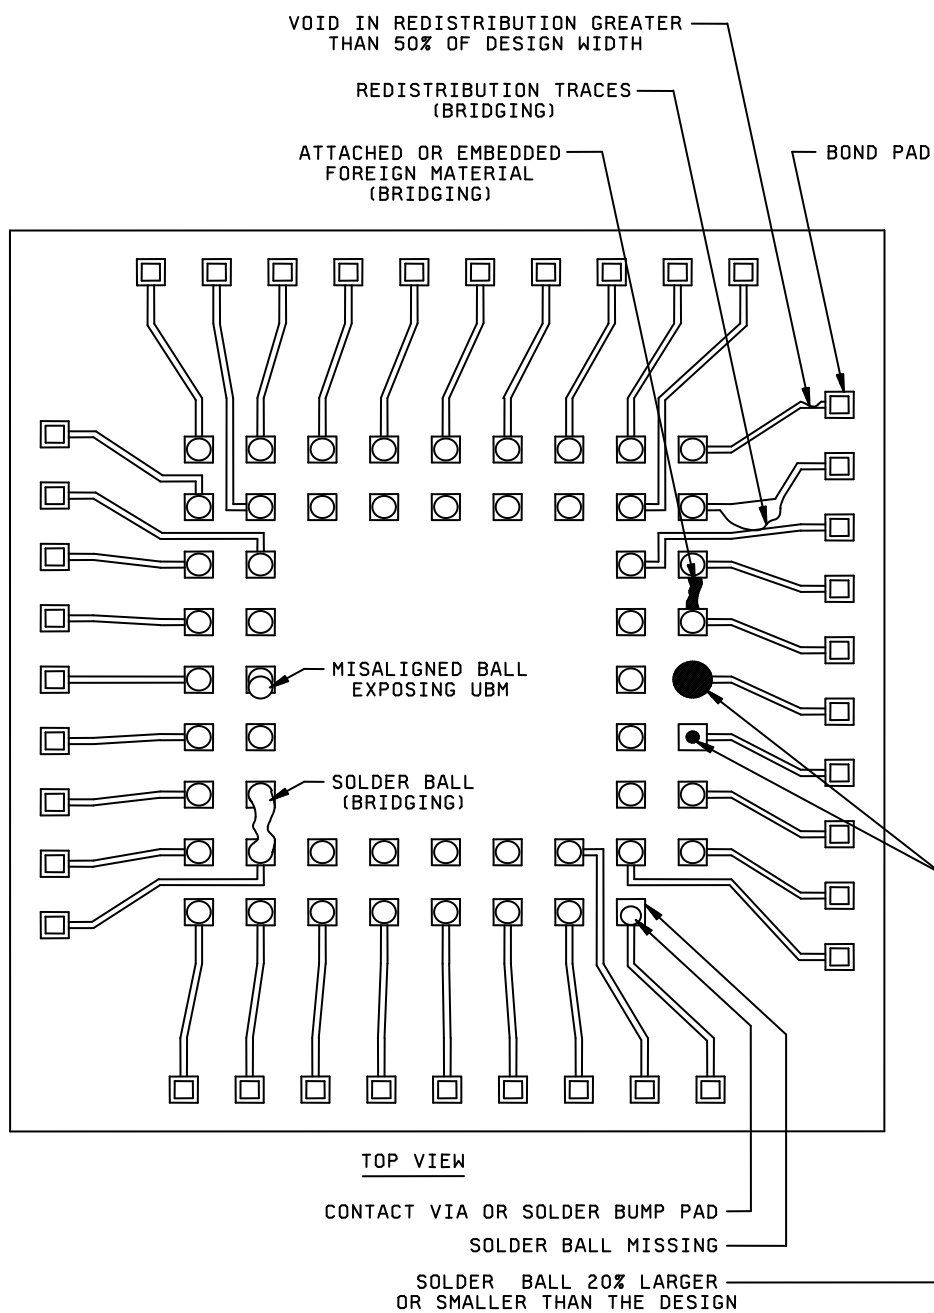 VOID IN REDISTRIBUTION GREATER
THAN 50% OF DESIGN WIDTH
REDISTRIBUTION TRACES
(BRIDGING)
ATTACHED OR EMBEDDED
FOREIGN MATERIAL
(BRIDGING)
BOND PAD
MISALIGNED BALL
EXPOSING UBM
SOLDER BALL
(BRIDGING)
TOP VIEW
CONTACT VIA OR SOLDER BUMP PAD
SOLDER BALL MISSING
SOLDER BALL 20% LARGER
OR SMALLER THAN THE DESIGN